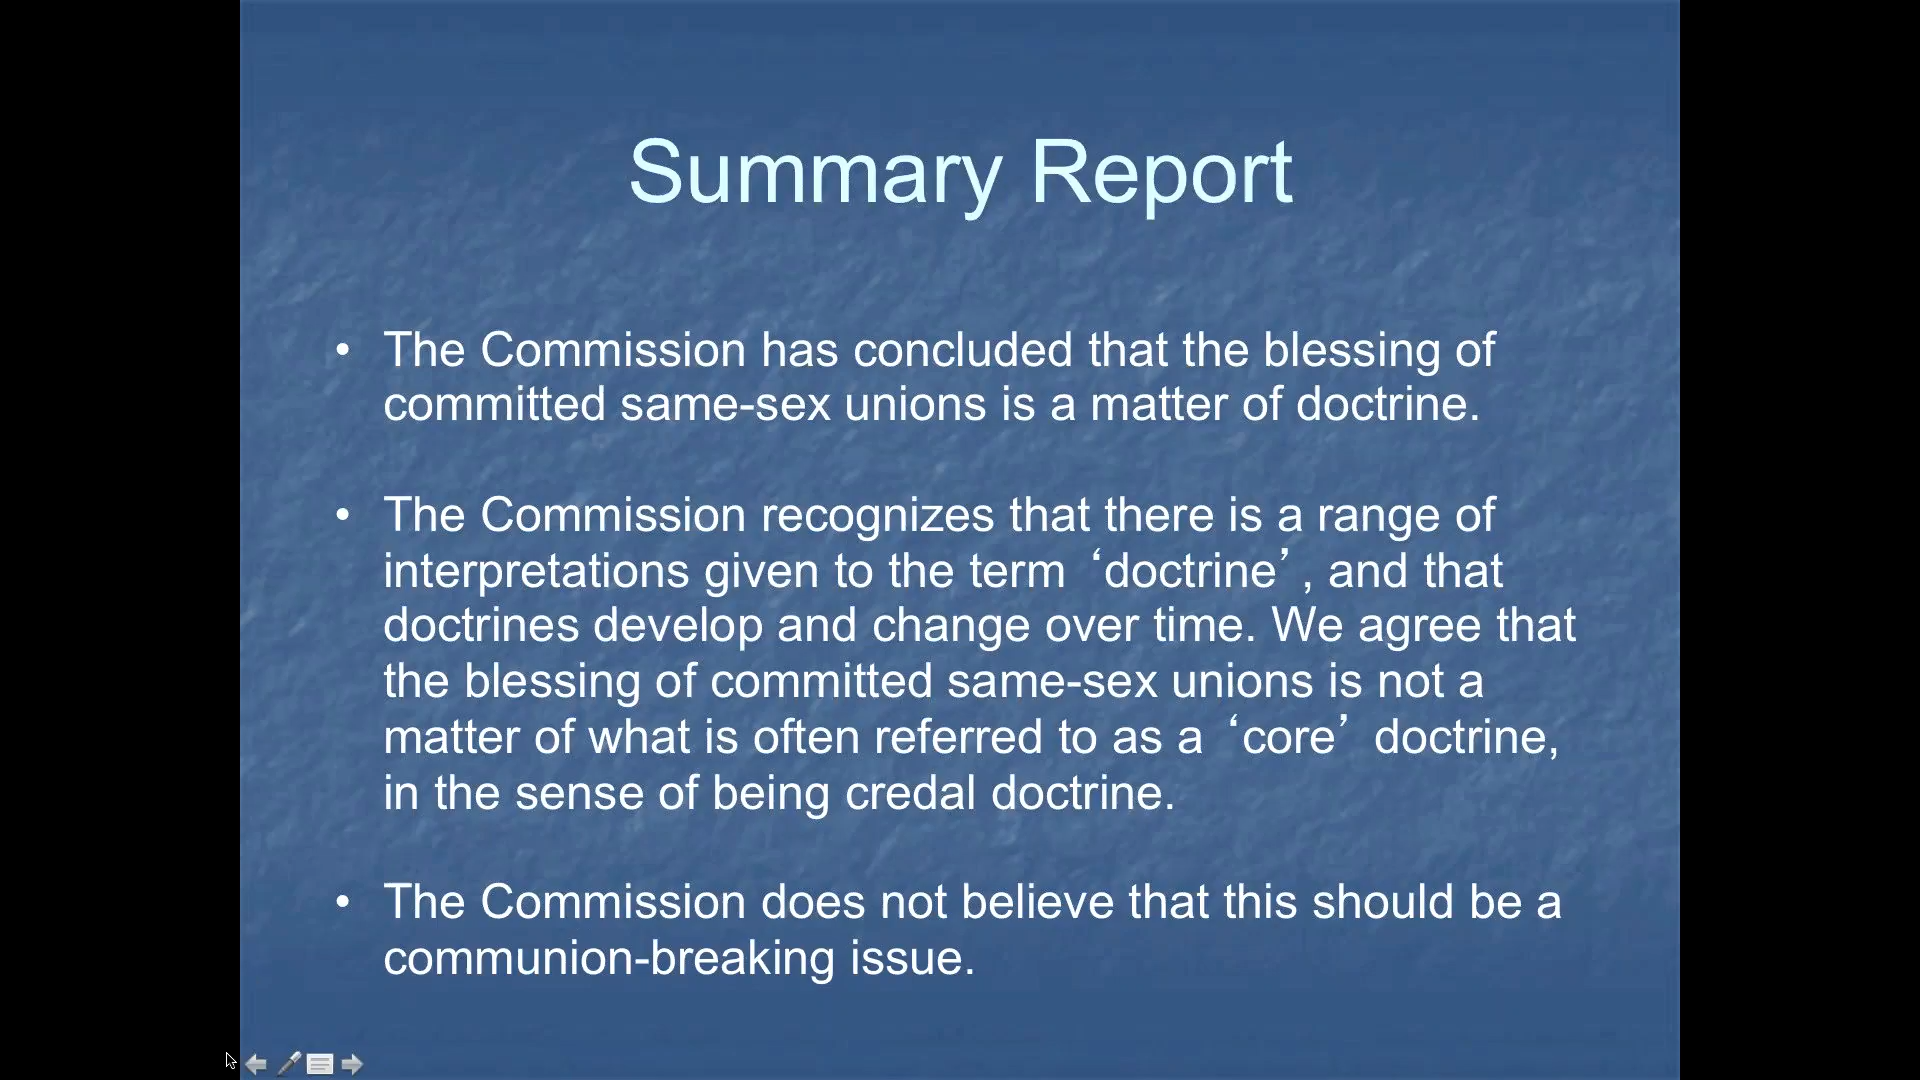 Summary Report
• The Commission has concluded that the blessing of
committed same-sex unions is a matter of doctrine.
• The Commission recognizes that there is a range of
interpretations given to the term ‘doctrine’, and that
doctrines develop and change over time. We agree that
the blessing of committed same-sex unions is not a
matter of what is often referred to as a ‘core’ doctrine,
in the sense of being credal doctrine.
• The Commission does not believe that this should be a
communion-breaking issue.